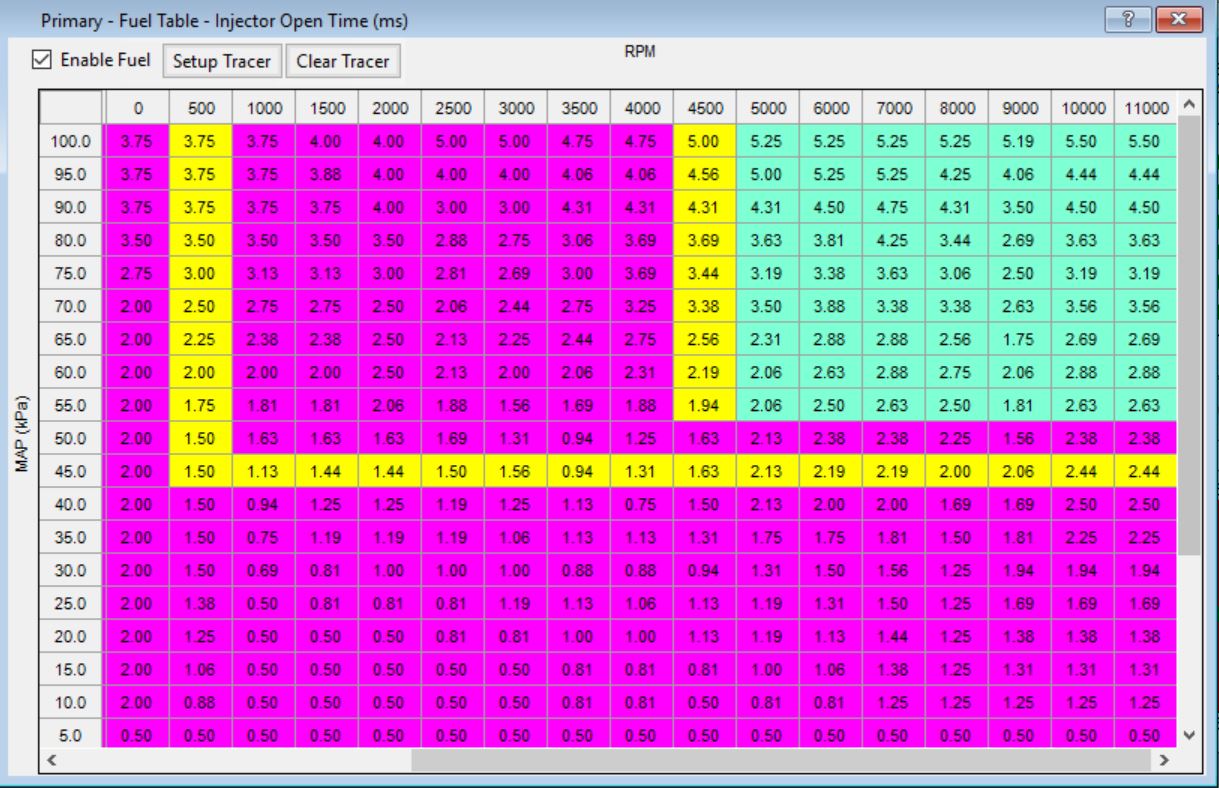 Primary - Fuel Table - Injector Open Time (ms) ?
Enable Fuel Setup Tracer Clear Tracer RPM
0 500 1000 1500 2000 2500 3000 3500 4000 4500 5000 6000 7000 8000 9000 10000 11000
100.0 3.75 3.75 3.75 4.00 4.00 5.00 5.00 4.75 4.75 5.00 5.25 5.25 5.25 5.25 5.19 5.50 5.50
95.0 3.75 3.75 3.75 3.88 4.00 4.00 4.00 4.06 4.06 4.56 5.00 5.25 5.25 4.25 4.06 4.44 4.44
90.0 3.75 3.75 3.75 3.75 4.00 3.00 3.00 4.31 4.31 4.31 4.31 4.50 4.75 4.31 3.50 4.50 4.50
80.0 3.50 3.50 3.50 3.50 3.50 2.88 2.75 3.06 3.69 3.69 3.63 3.81 4.25 3.44 2.69 3.63 3.63
75.0 2.75 3.00 3.13 3.13 3.00 2.81 2.69 3.00 3.69 3.44 3.19 3.38 3.63 3.06 2.50 3.19 3.19
70.0 2.00 2.50 2.75 2.75 2.50 2.06 2.44 2.75 3.25 3.38 3.50 3.88 3.38 3.38 2.63 3.56 3.56
65.0 2.00 2.25 2.38 2.38 2.50 2.13 2.25 2.44 2.75 2.56 2.31 2.88 2.88 2.56 1.75 2.69 2.69
60.0 2.00 2.00 2.00 2.00 2.50 2.13 2.00 2.06 2.31 2.19 2.06 2.63 2.88 2.75 2.06 2.88 2.88
55.0 2.00 1.75 1.81 1.81 2.06 1.88 1.56 1.69 1.88 1.94 2.06 2.50 2.63 2.50 1.81 2.63 2.63
MAP (kPa)
50.0 2.00 1.50 1.63 1.63 1.63 1.69 1.31 0.94 1.25 1.63 2.13 2.38 2.38 2.25 1.56 2.38 2.38
45.0 2.00 1.50 1.13 1.44 1.44 1.50 1.56 0.94 1.31 1.63 2.13 2.19 2.19 2.00 2.06 2.44 2.44
40.0 2.00 1.50 0.94 1.25 1.25 1.19 1.25 1.13 0.75 1.50 2.13 2.00 2.00 1.69 1.69 2.50 2.50
35.0 2.00 1.50 0.75 1.19 1.19 1.19 1.06 1.13 1.13 1.31 1.75 1.75 1.81 1.50 1.81 2.25 2.25
30.0 2.00 1.50 0.69 0.81 1.00 1.00 1.00 0.88 0.88 0.94 1.31 1.50 1.56 1.25 1.94 1.94 1.94
25.0 2.00 1.38 0.50 0.81 0.81 0.81 1.19 1.13 1.06 1.13 1.19 1.31 1.50 1.25 1.69 1.69 1.69
20.0 2.00 1.25 0.50 0.50 0.50 0.81 0.81 1.00 1.00 1.13 1.19 1.13 1.44 1.25 1.38 1.38 1.38
15.0 2.00 1.06 0.50 0.50 0.50 0.50 0.50 0.81 0.81 0.81 1.00 1.06 1.38 1.25 1.31 1.31 1.31
10.0 2.00 0.88 0.50 0.50 0.50 0.50 0.50 0.81 0.81 0.50 0.81 0.81 1.25 1.25 1.25 1.25 1.25
5.0 0.50 0.50 0.50 0.50 0.50 0.50 0.50 0.50 0.50 0.50 0.50 0.50 0.50 0.50 0.50 0.50 0.50